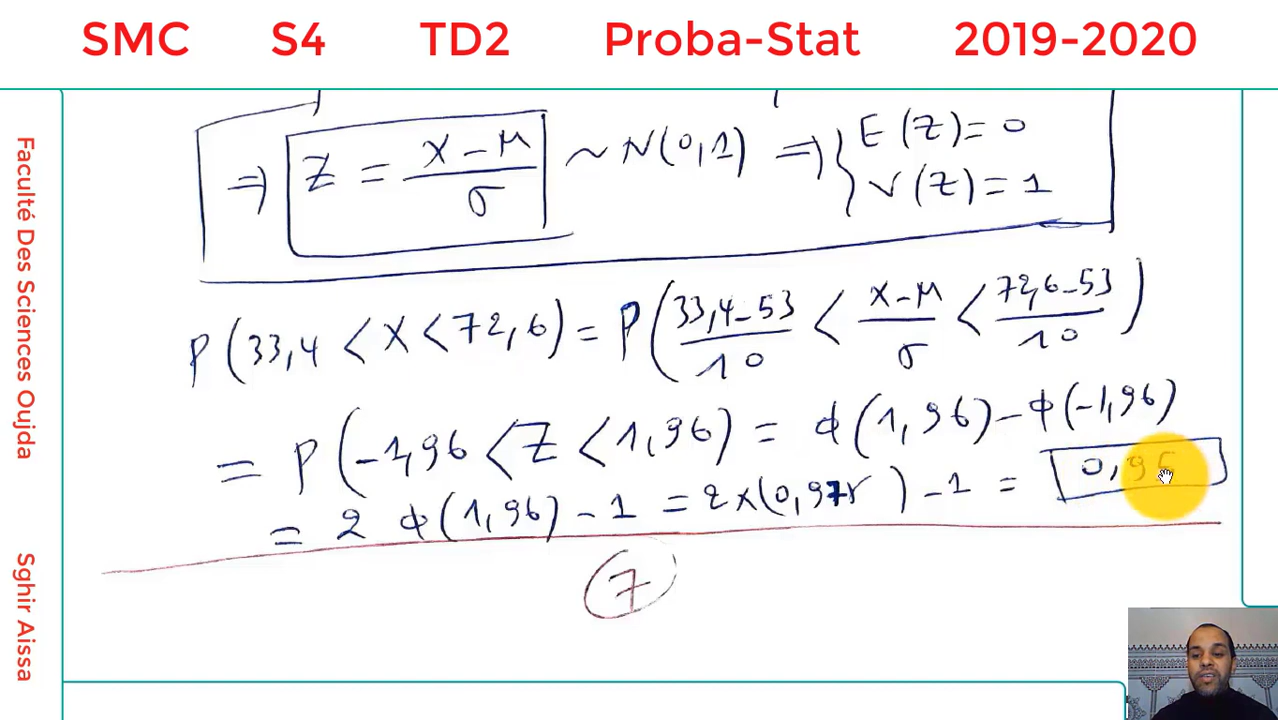 SMC S4 TD2 Proba-Stat 2019-2020
Faculté Des Sciences Oujda
Sghir Aissa
⇒ Z = (X - μ)/σ ~ N(0,1) ⇒ { E(Z) = 0
V(Z) = 1
P(33,4 < X < 72,6) = P((33,4-53)/10 < (X-μ)/σ < (72,6-53)/10)
= P(-1,96 < Z < 1,96) = φ(1,96) - φ(-1,96)
= 2 φ(1,96) - 1 = 2×(0,975) - 1 = 0,95
7